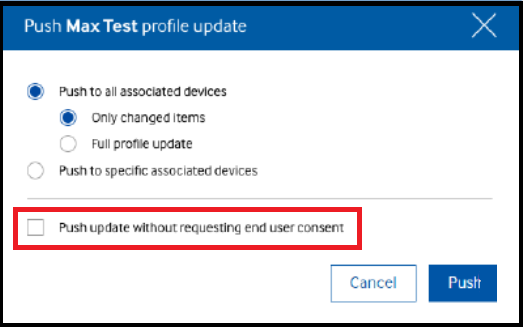 Push Max Test profile update
Push to all associated devices
Only changed items
Full profile update
Push to specific associated devices
Push update without requesting end user consent
Cancel
Push